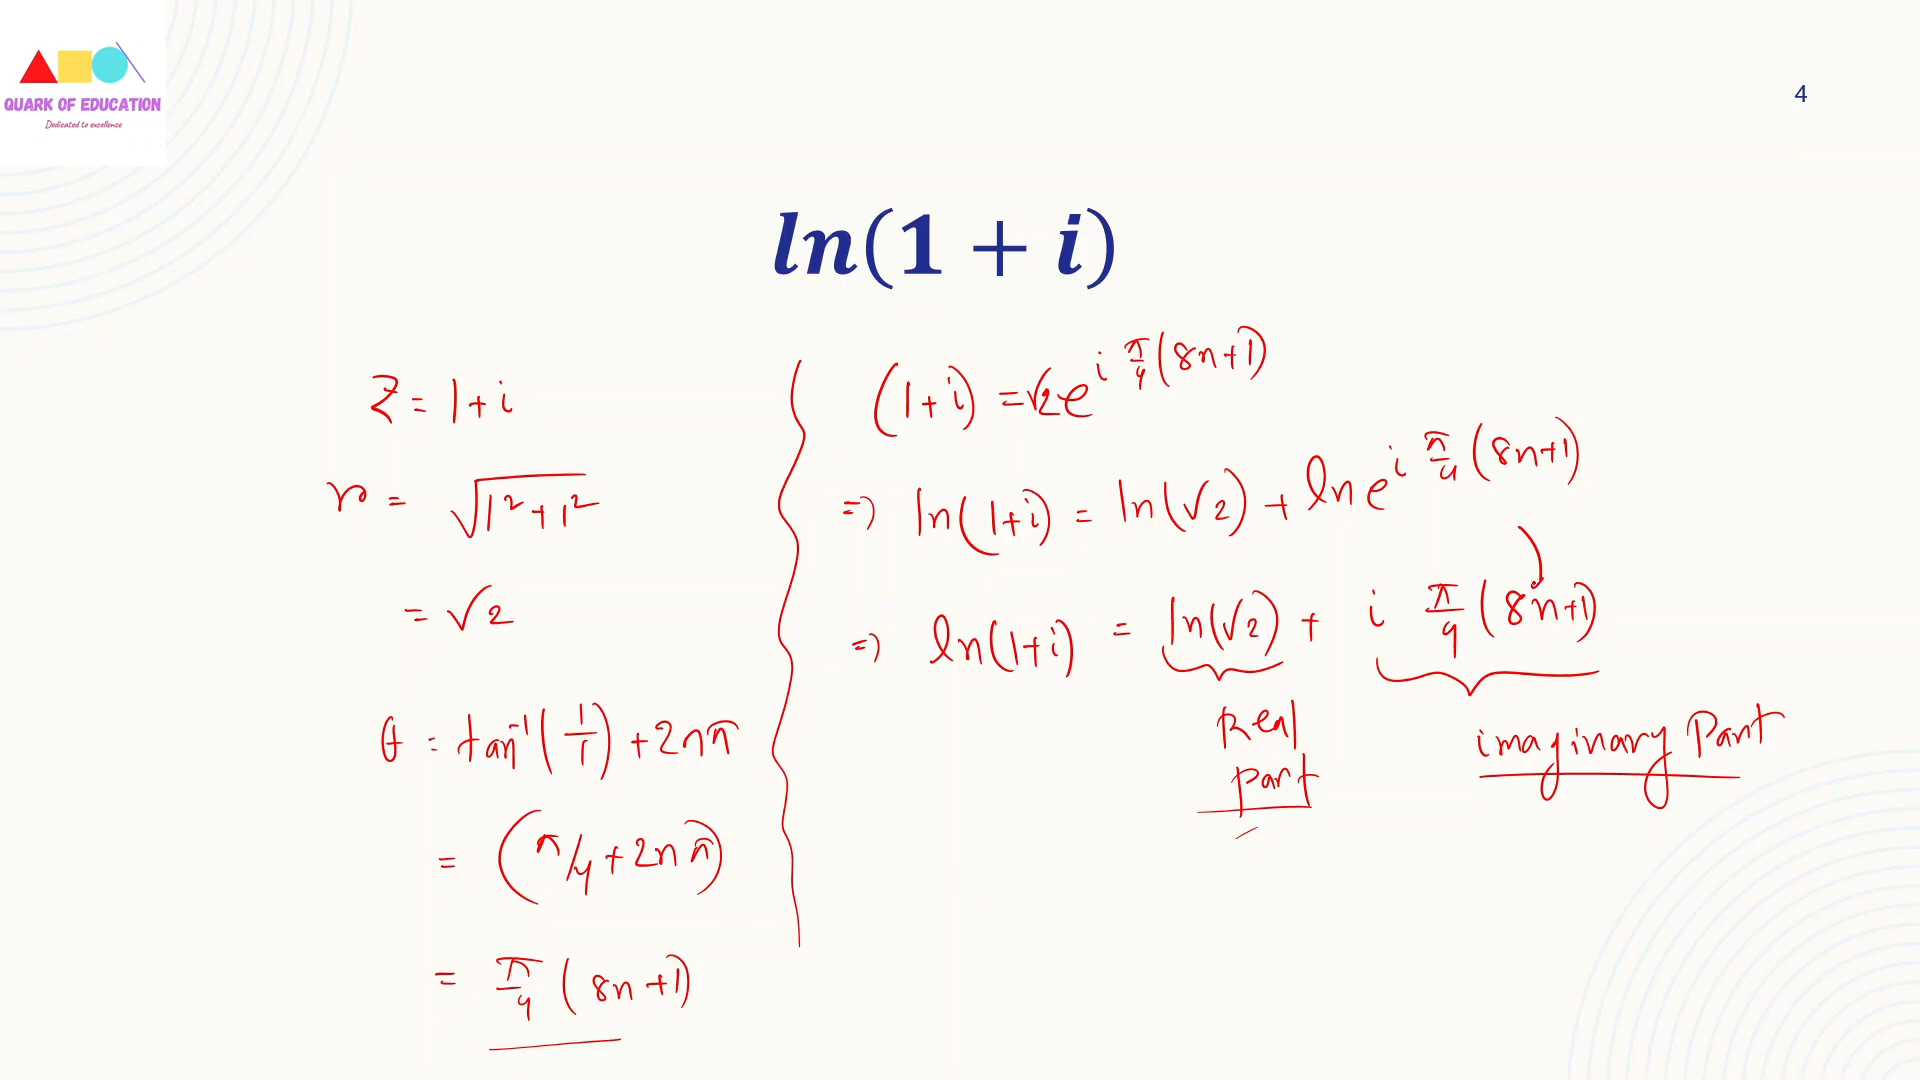 QUARK OF EDUCATION
Dedicated to excellence
4
ln(1 + i)
z = 1 + i
r = √(1² + 1²)
= √2
θ = tan⁻¹(1/1) + 2nπ
= (π/4 + 2nπ)
= π/4 (8n + 1)
(1 + i) = √2 e^{i π/4 (8n+1)}
⇒ ln(1 + i) = ln(√2) + ln e^{i π/4 (8n+1)}
⇒ ln(1 + i) = ln(√2) + i π/4 (8n+1)
Real
part
imaginary Part